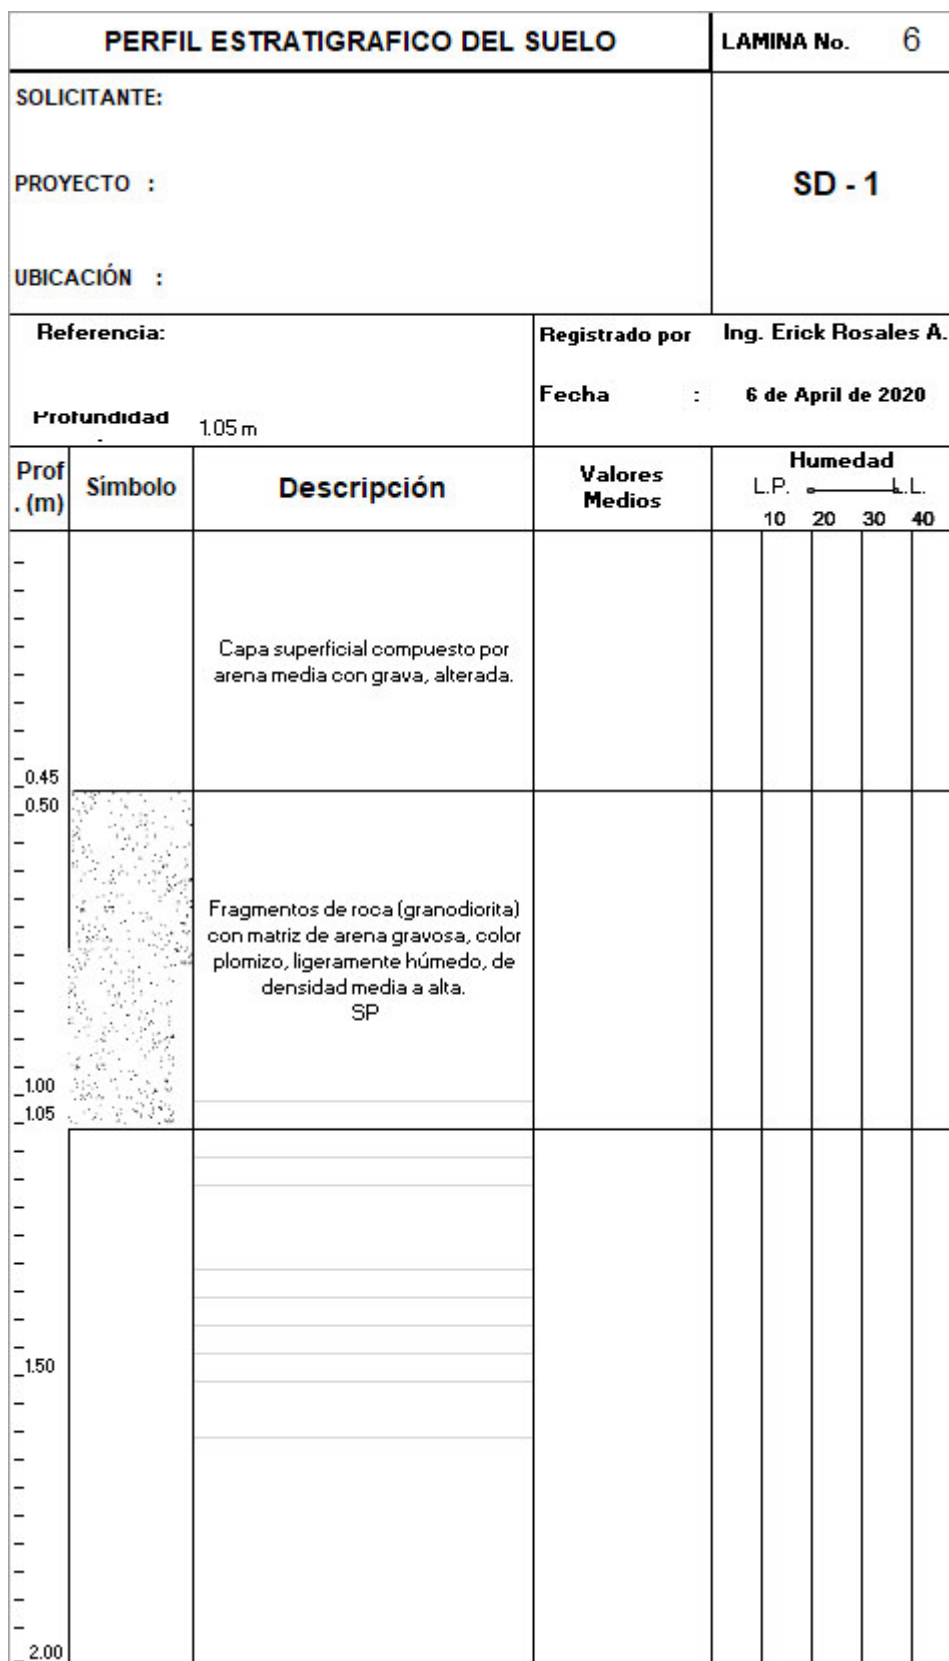 PERFIL ESTRATIGRAFICO DEL SUELO
LAMINA No. 6
SOLICITANTE:
PROYECTO :
SD - 1
UBICACIÓN :
Referencia:
Registrado por Ing. Erick Rosales A.
Fecha : 6 de April de 2020
Profundidad 1.05 m
Prof
. (m)
Símbolo
Descripción
Valores
Medios
Humedad
L.P. L.L.
10 20 30 40
Capa superficial compuesto por
arena media con grava, alterada.
0.45
0.50
Fragmentos de roca (granodiorita)
con matriz de arena gravosa, color
plomizo, ligeramente húmedo, de
densidad media a alta.
SP
1.00
1.05
1.50
2.00